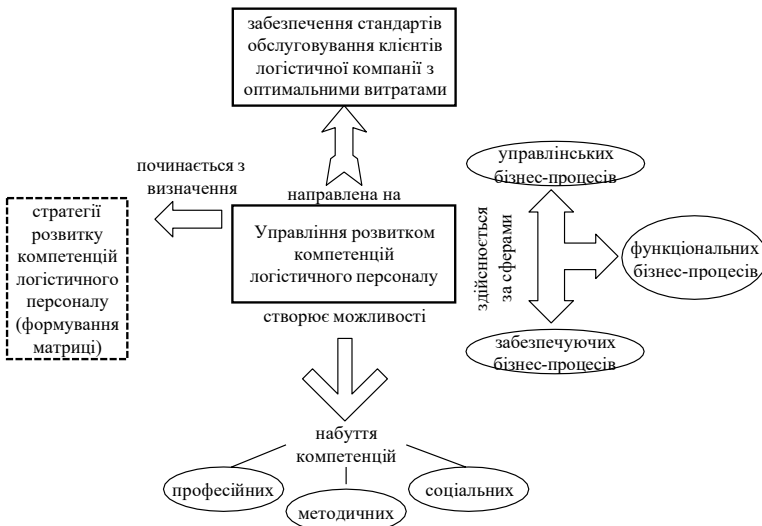 забезпечення стандартів
обслуговування клієнтів
логістичної компанії з
оптимальними витратами
починається з
визначення
направлена на
стратегії
розвитку
компетенцій
логістичного
персоналу
(формування
матриці)
Управління розвитком
компетенцій
логістичного персоналу
створює можливості
здійснюється
за сферами
управлінських
бізнес-процесів
функціональних
бізнес-процесів
забезпечуючих
бізнес-процесів
набуття
компетенцій
професійних
методичних
соціальних